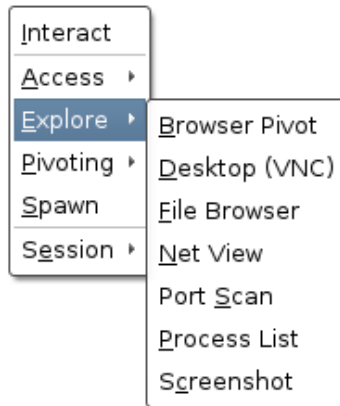 Interact
Access
Explore
Pivoting
Spawn
Session
Browser Pivot
Desktop (VNC)
File Browser
Net View
Port Scan
Process List
Screenshot